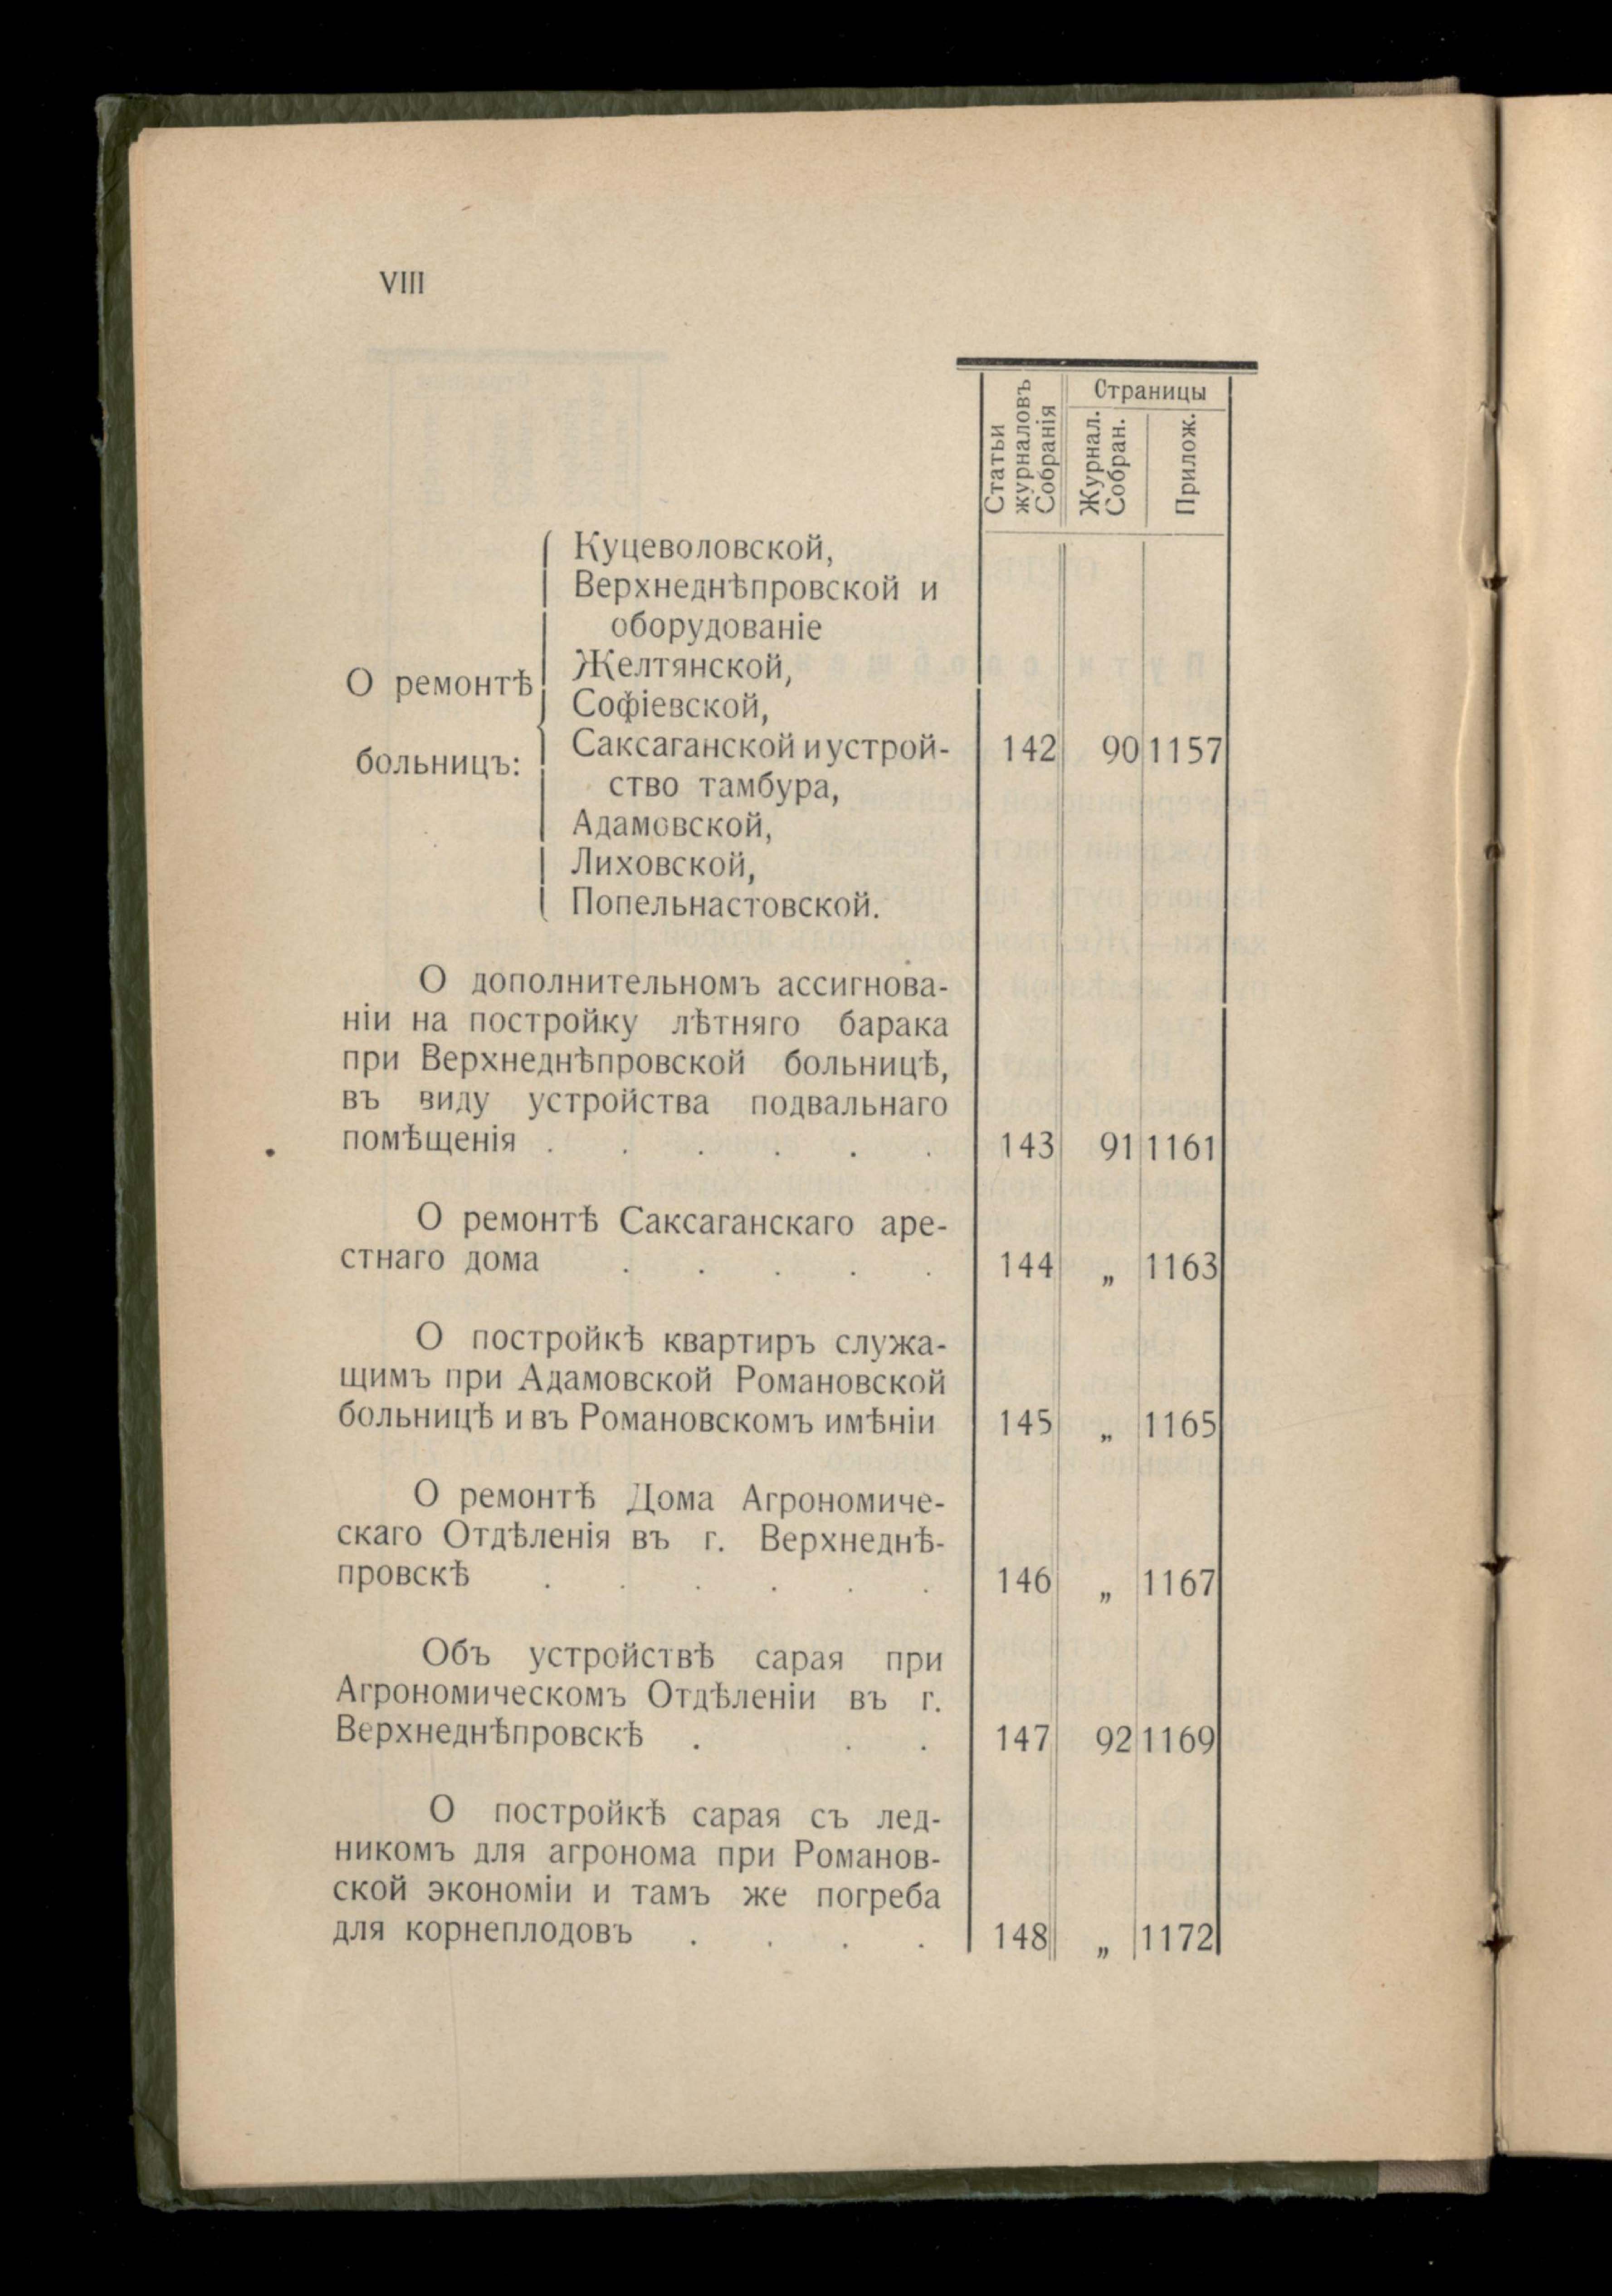 VIII
Статьи журналовъ Собранія
Страницы
Журнал. Собран.
Прилож.
О ремонтѣ
больницъ:
Куцеволовской,
Верхнеднѣпровской и
оборудованіе
Желтянской,
Софіевской,
Саксаганской и устрой-
ство тамбура,
Адамовской,
Лиховской,
Попельнастовской.
142 90 1157
О дополнительномъ ассигнова-
ніи на постройку лѣтняго барака
при Верхнеднѣпровской больницѣ,
въ виду устройства подвальнаго
помѣщенія . . . . . . 143 91 1161
О ремонтѣ Саксаганскаго аре-
стнаго дома . . . . . 144 „ 1163
О постройкѣ квартиръ служа-
щимъ при Адамовской Романовской
больницѣ и въ Романовскомъ имѣніи 145 „ 1165
О ремонтѣ Дома Агрономиче-
скаго Отдѣленія въ г. Верхнеднѣ-
провскѣ . . . . . . 146 „ 1167
Объ устройствѣ сарая при
Агрономическомъ Отдѣленіи въ г.
Верхнеднѣпровскѣ . . . 147 92 1169
О постройкѣ сарая съ лед-
никомъ для агронома при Романов-
ской экономіи и тамъ же погреба
для корнеплодовъ . . . . 148 „ 1172